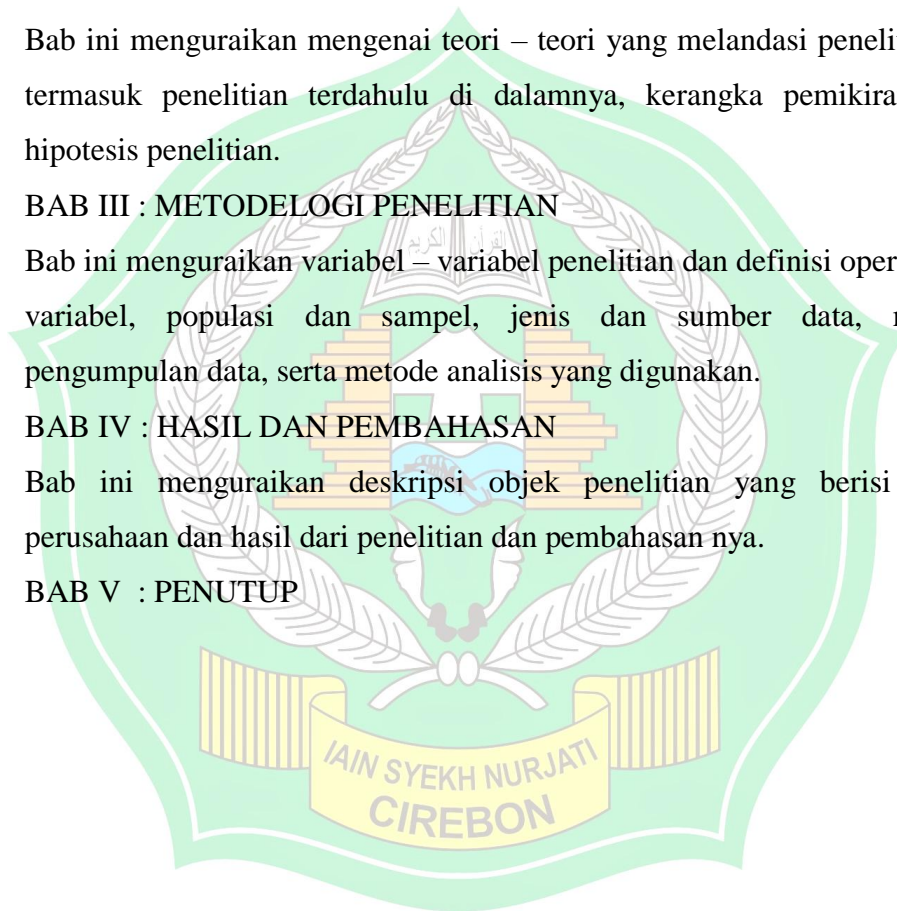 Bab ini menguraikan mengenai teori – teori yang melandasi
termasuk penelitian terdahulu di dalamnya, kerangka
hipotesis penelitian.
BAB III : METODELOGI PENELITIAN
Bab ini menguraikan variabel – variabel penelitian dan definisi
variabel, populasi dan sampel, jenis dan sumber data,
pengumpulan data, serta metode analisis yang digunakan.
BAB IV : HASIL DAN PEMBAHASAN
Bab ini menguraikan deskripsi objek penelitian yang berisi
perusahaan dan hasil dari penelitian dan pembahasan nya.
BAB V : PENUTUP
القرآن الكريم
IAIN SYEKH NURJATI
CIREBON